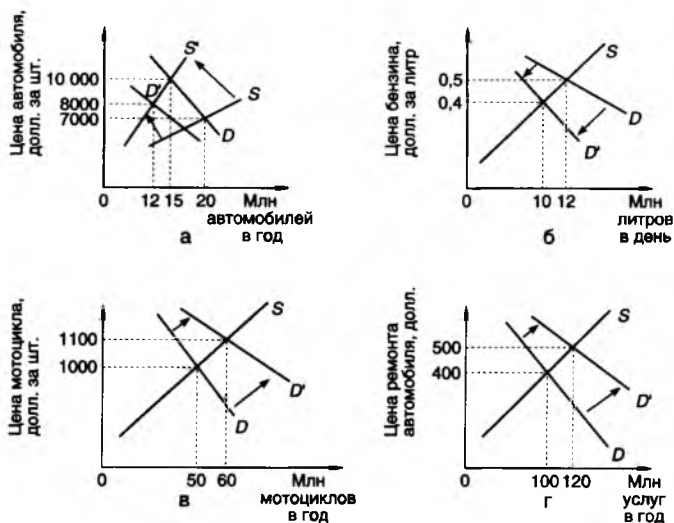 Цена автомобиля,
долл. за шт.
10 000
8000
7000
S'
D'
S
D
0
12 15 20 Млн
автомобилей
в год
а
Цена бензина,
долл. за литр
0,5
0,4
S
D
D'
0
10 12 Млн
литров
в день
б
Цена мотоцикла,
долл. за шт.
1100
1000
S
D'
D
0
50 60 Млн
мотоциклов
в год
в
Цена ремонта
автомобиля, долл.
500
400
S
D'
D
0
100 120 Млн
услуг
в год
г